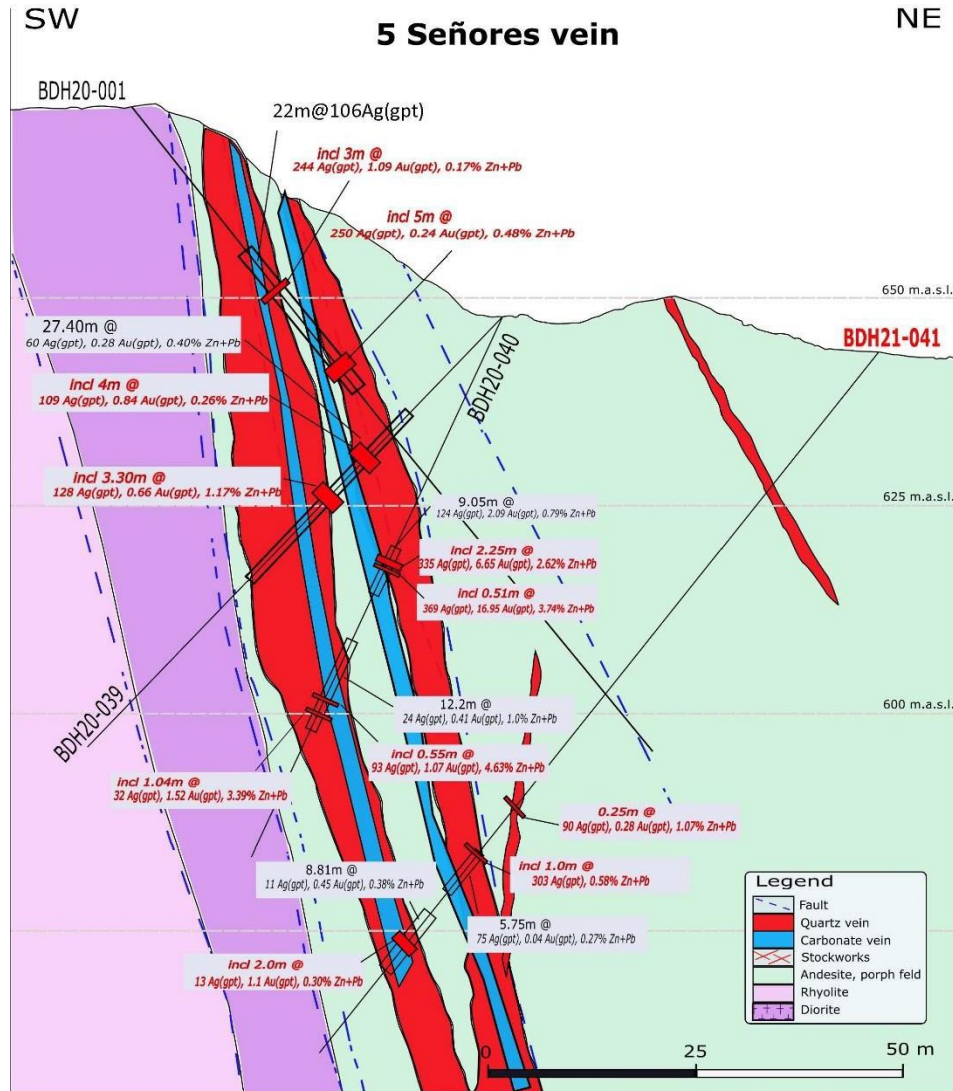 SW
NE
5 Señores vein
BDH20-001
22m@106Ag(gpt)
incl 3m @
244 Ag(gpt), 1.09 Au(gpt), 0.17% Zn+Pb
incl 5m @
250 Ag(gpt), 0.24 Au(gpt), 0.48% Zn+Pb
650 m.a.s.l.
27.40m @
60 Ag(gpt), 0.28 Au(gpt), 0.40% Zn+Pb
BDH21-041
BDH20-040
incl 4m @
109 Ag(gpt), 0.84 Au(gpt), 0.26% Zn+Pb
incl 3.30m @
128 Ag(gpt), 0.66 Au(gpt), 1.17% Zn+Pb
9.05m @
124 Ag(gpt), 2.09 Au(gpt), 0.79% Zn+Pb
625 m.a.s.l.
incl 2.25m @
335 Ag(gpt), 6.65 Au(gpt), 2.62% Zn+Pb
incl 0.51m @
369 Ag(gpt), 16.95 Au(gpt), 3.74% Zn+Pb
BDH20-039
12.2m @
24 Ag(gpt), 0.41 Au(gpt), 1.0% Zn+Pb
600 m.a.s.l.
incl 0.55m @
93 Ag(gpt), 1.07 Au(gpt), 4.63% Zn+Pb
incl 1.04m @
32 Ag(gpt), 1.52 Au(gpt), 3.39% Zn+Pb
0.25m @
90 Ag(gpt), 0.28 Au(gpt), 1.07% Zn+Pb
8.81m @
11 Ag(gpt), 0.45 Au(gpt), 0.38% Zn+Pb
incl 1.0m @
303 Ag(gpt), 0.58% Zn+Pb
5.75m @
75 Ag(gpt), 0.04 Au(gpt), 0.27% Zn+Pb
incl 2.0m @
13 Ag(gpt), 1.1 Au(gpt), 0.30% Zn+Pb
Legend
Fault
Quartz vein
Carbonate vein
Stockworks
Andesite, porph feld
Rhyolite
Diorite
0 25 50 m